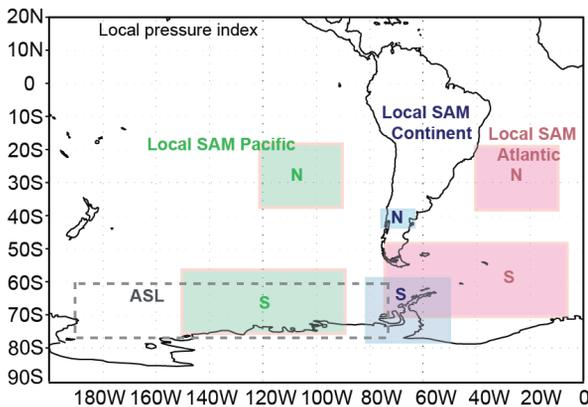 20N
Local pressure index
10N
0
Local SAM
Continent
10S
Local SAM
Atlantic
Local SAM Pacific
20S
N
N
30S
N
40S
50S
S
60S
ASL
S
S
70S
80S
90S
180W 160W 140W 120W 100W 80W 60W 40W 20W 0